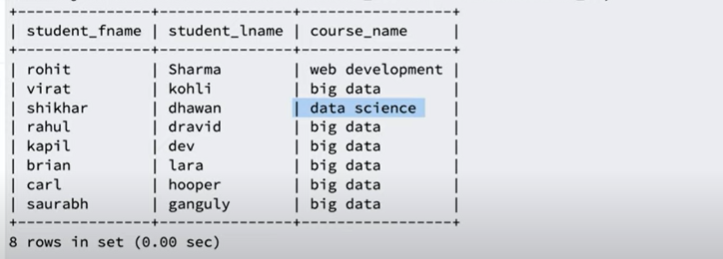 +---------------+---------------+-----------------+
| student_fname | student_lname | course_name     |
+---------------+---------------+-----------------+
| rohit         | Sharma        | web development |
| virat         | kohli         | big data        |
| shikhar       | dhawan        | data science    |
| rahul         | dravid        | big data        |
| kapil         | dev           | big data        |
| brian         | lara          | big data        |
| carl          | hooper        | big data        |
| saurabh       | ganguly       | big data        |
+---------------+---------------+-----------------+
8 rows in set (0.00 sec)